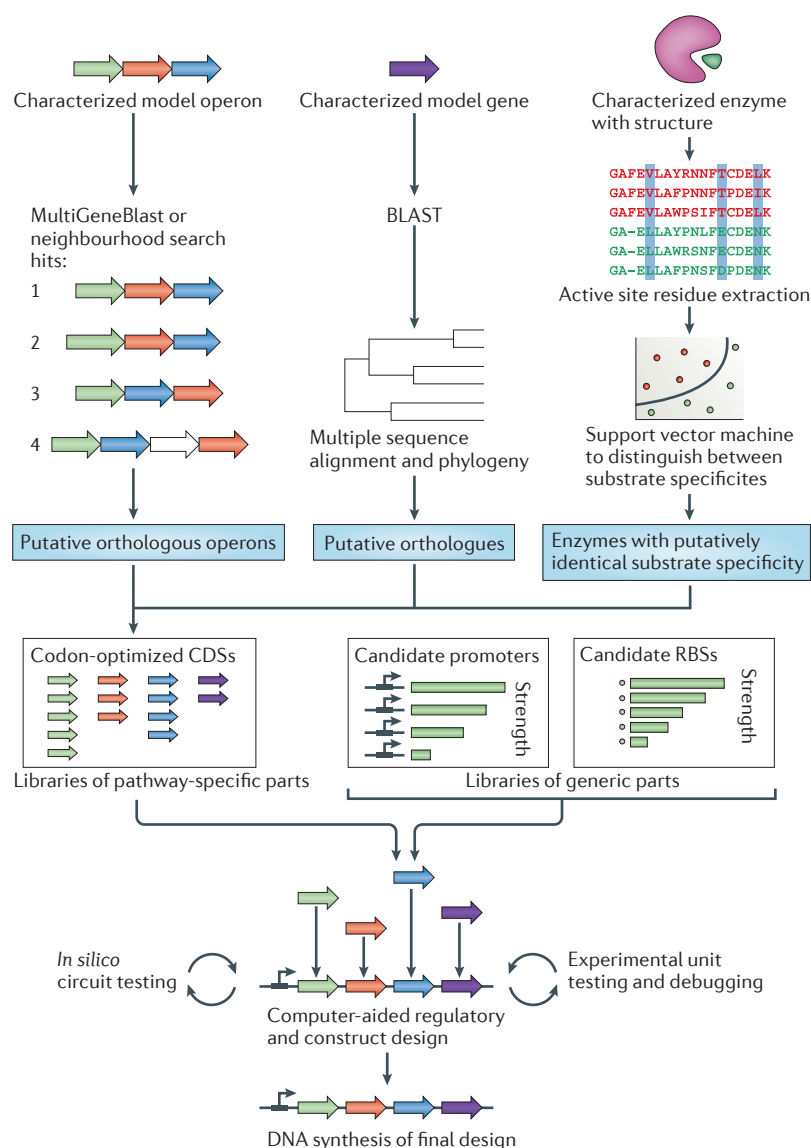 Characterized model operon
Characterized model gene
Characterized enzyme
with structure
MultiGeneBlast or
neighbourhood search
hits:
1
2
3
4
BLAST
Multiple sequence
alignment and phylogeny
GAFEVLAYRNNFTCDELK
GAFEVLAFPNNFTPDEIK
GAFEVLAWPSIFTCDELK
GA-ELLAYPNLFECDENK
GA-ELLAWRSNFECDENK
GA-ELLAFPNSFDPDENK
Active site residue extraction
Support vector machine
to distinguish between
substrate specificites
Putative orthologous operons
Putative orthologues
Enzymes with putatively
identical substrate specificity
Codon-optimized CDSs
Libraries of pathway-specific parts
Candidate promoters
Strength
Candidate RBSs
Strength
Libraries of generic parts
In silico
circuit testing
Experimental unit
testing and debugging
Computer-aided regulatory
and construct design
DNA synthesis of final design